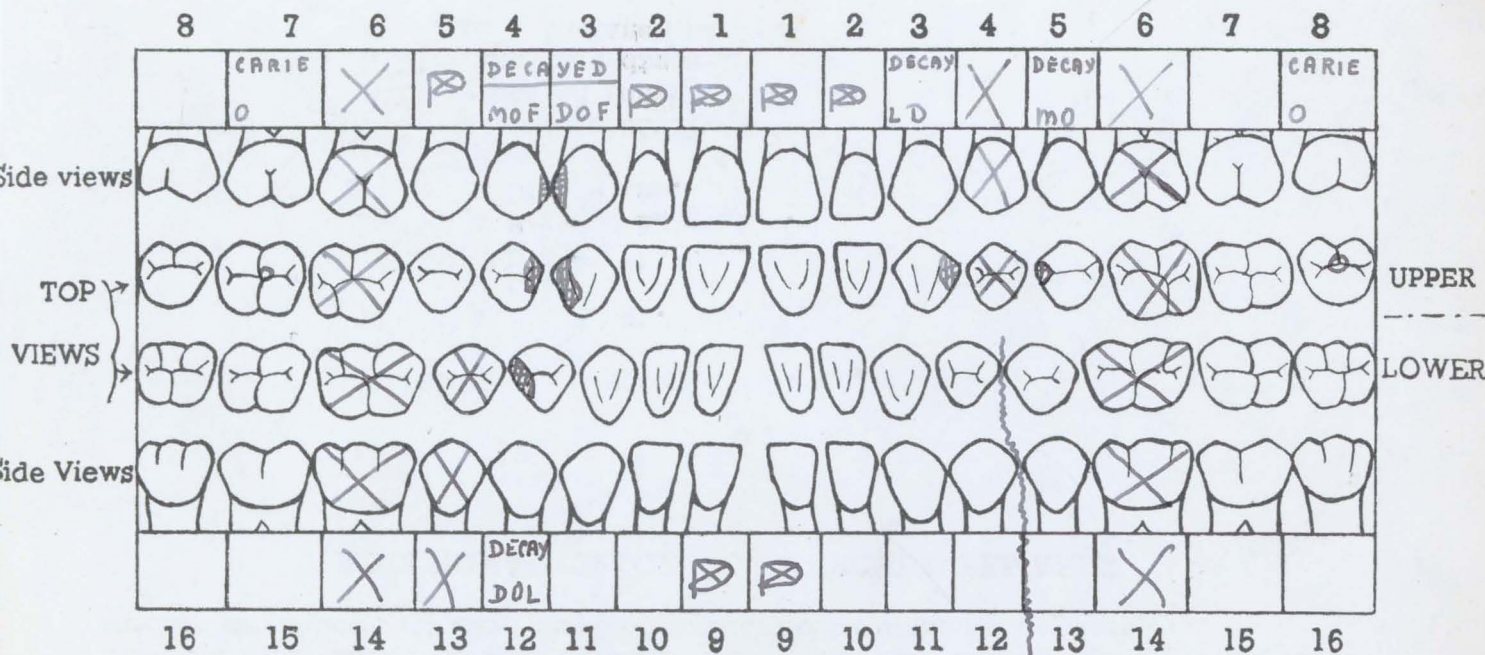 8 7 6 5 4 3 2 1 1 2 3 4 5 6 7 8
CARIE DECAYED DECAY DECAY CARIE
O MOF DOF LD MO O
Side views
TOP
UPPER
VIEWS
LOWER
Side Views
DECAY
DOL
16 15 14 13 12 11 10 9 9 10 11 12 13 14 15 16